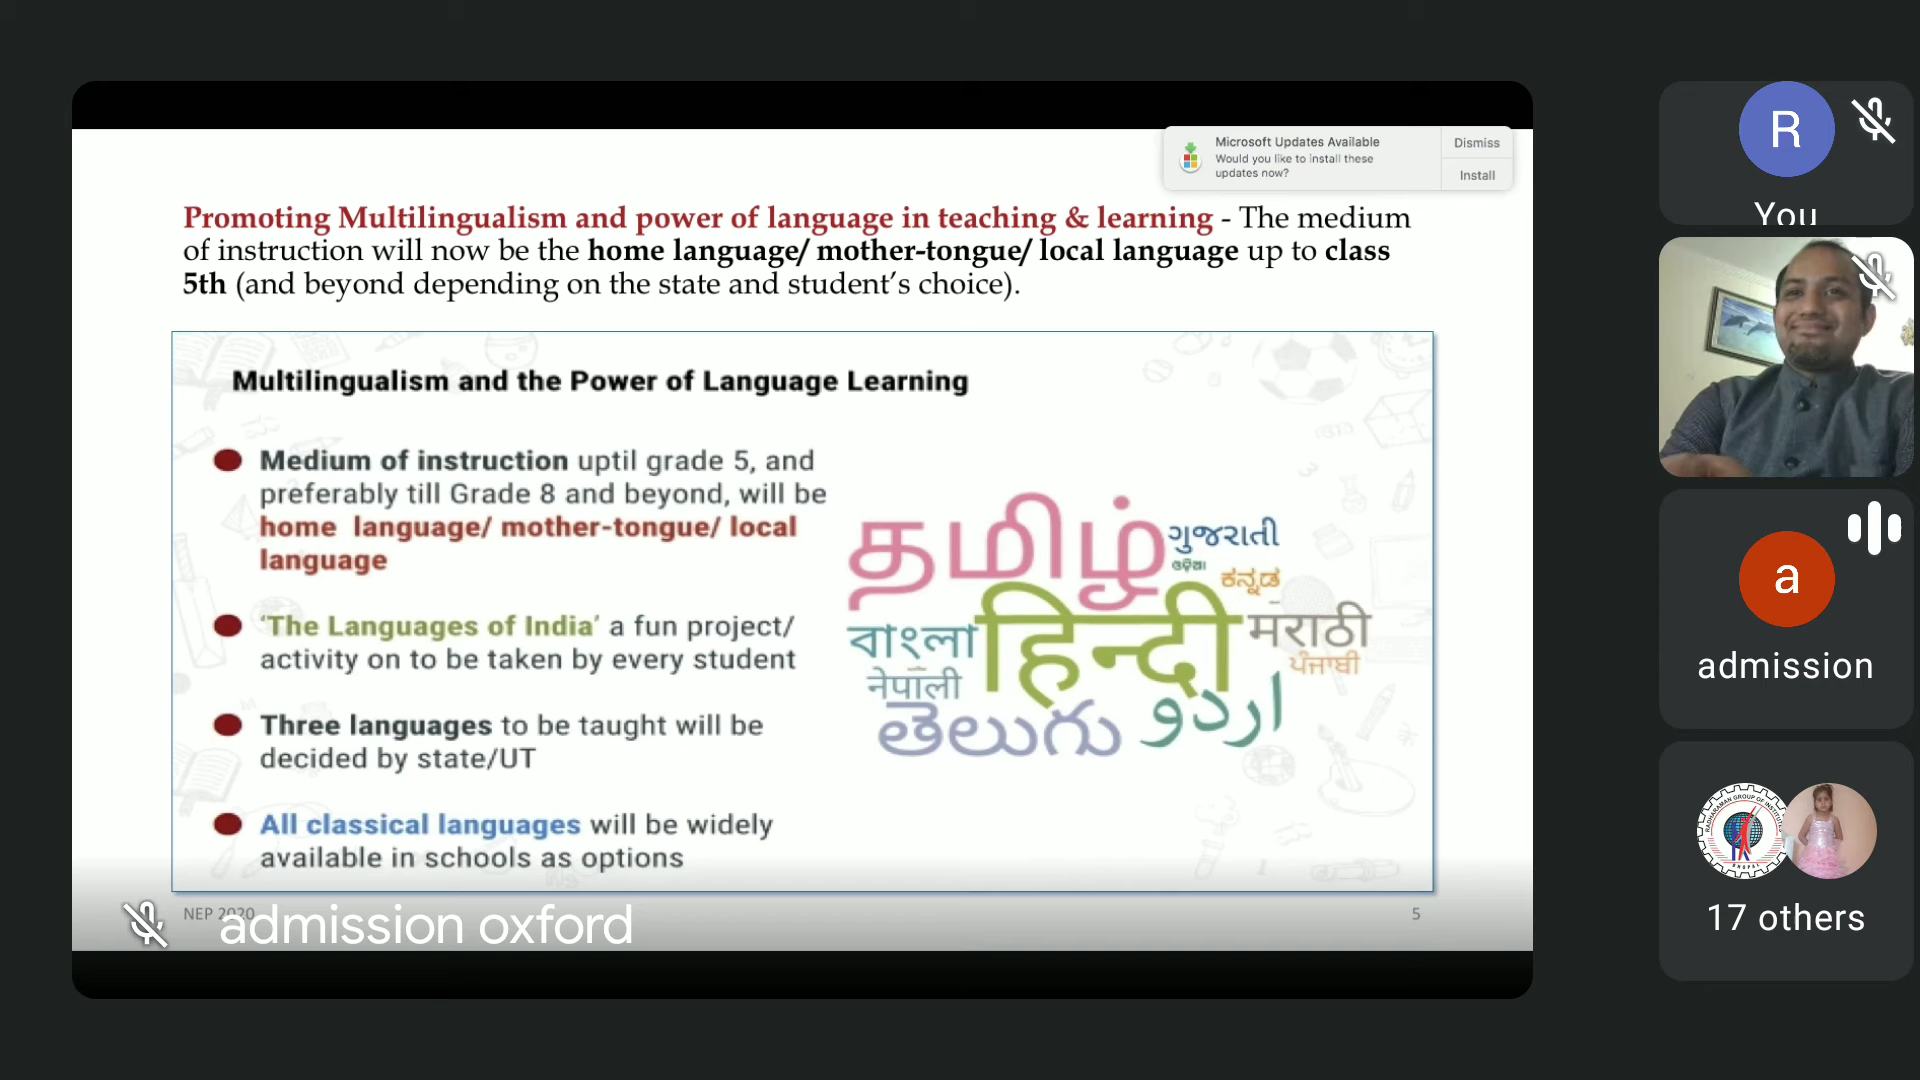 Microsoft Updates Available
Would you like to install these
updates now?
Dismiss
Install
Promoting Multilingualism and power of language in teaching & learning - The medium
of instruction will now be the home language/ mother-tongue/ local language up to class
5th (and beyond depending on the state and student’s choice).
Multilingualism and the Power of Language Learning
Medium of instruction uptil grade 5, and
preferably till Grade 8 and beyond, will be
home language/ mother-tongue/ local
language
‘The Languages of India’ a fun project/
activity on to be taken by every student
Three languages to be taught will be
decided by state/UT
All classical languages will be widely
available in schools as options
தமிழ்
ગુજરાતી
ଓଡ଼ିଆ
ಕನ್ನಡ
हिन्दी
मराठी
বাংলা
ਪੰਜਾਬੀ
नेपाली
اردو
తెలుగు
NEP 2020
5
admission oxford
R
You
a
admission
RADHARAMAN GROUP OF INSTITUTES
BHOPAL
17 others